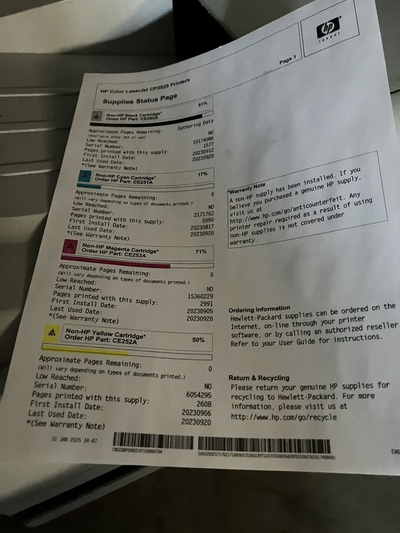 hp
invent
Page 1
HP Color LaserJet CP3525 Printers
Supplies Status Page
91%
Non-HP Black Cartridge*
Order HP Part: CE250A
Approximate Pages Remaining: Gathering Data
Low Reached: NO
Serial Number: 10174986
Pages printed with this supply: 1577
First Install Date: 20230912
Last Used Date: 20230920
*(See Warranty Note)
Non-HP Cyan Cartridge* 17%
Order HP Part: CE251A
Approximate Pages Remaining: 0
(Will vary depending on types of documents printed.)
Low Reached: NO
Serial Number: 2171762
Pages printed with this supply: 5990
First Install Date: 20230817
Last Used Date: 20230920
*(See Warranty Note)
Non-HP Magenta Cartridge* 71%
Order HP Part: CE253A
Approximate Pages Remaining: 0
(Will vary depending on types of documents printed.)
Low Reached: NO
Serial Number: 15360229
Pages printed with this supply: 2991
First Install Date: 20230905
Last Used Date: 20230920
*(See Warranty Note)
Non-HP Yellow Cartridge* 50%
Order HP Part: CE252A
Approximate Pages Remaining: 0
(Will vary depending on types of documents printed.)
Low Reached: NO
Serial Number: 6054295
Pages printed with this supply: 2608
First Install Date: 20230906
Last Used Date: 20230920
*(See Warranty Note)
31 JAN 2025 14:47
*Warranty Note
A non-HP supply has been installed. If you
believe you purchased a genuine HP supply,
visit us at
http://www.hp.com/go/anticounterfeit. Any
printer repair required as a result of using
non-HP supplies is not covered under
warranty.
Ordering Information
Hewlett-Packard supplies can be ordered on the
Internet, on-line through your printer
software, or by calling an authorized reseller
Refer to your User Guide for instructions.
Return & Recycling
Please return your genuine HP supplies for
recycling to Hewlett-Packard. For more
information, please visit us at
http://www.hp.com/go/recycle